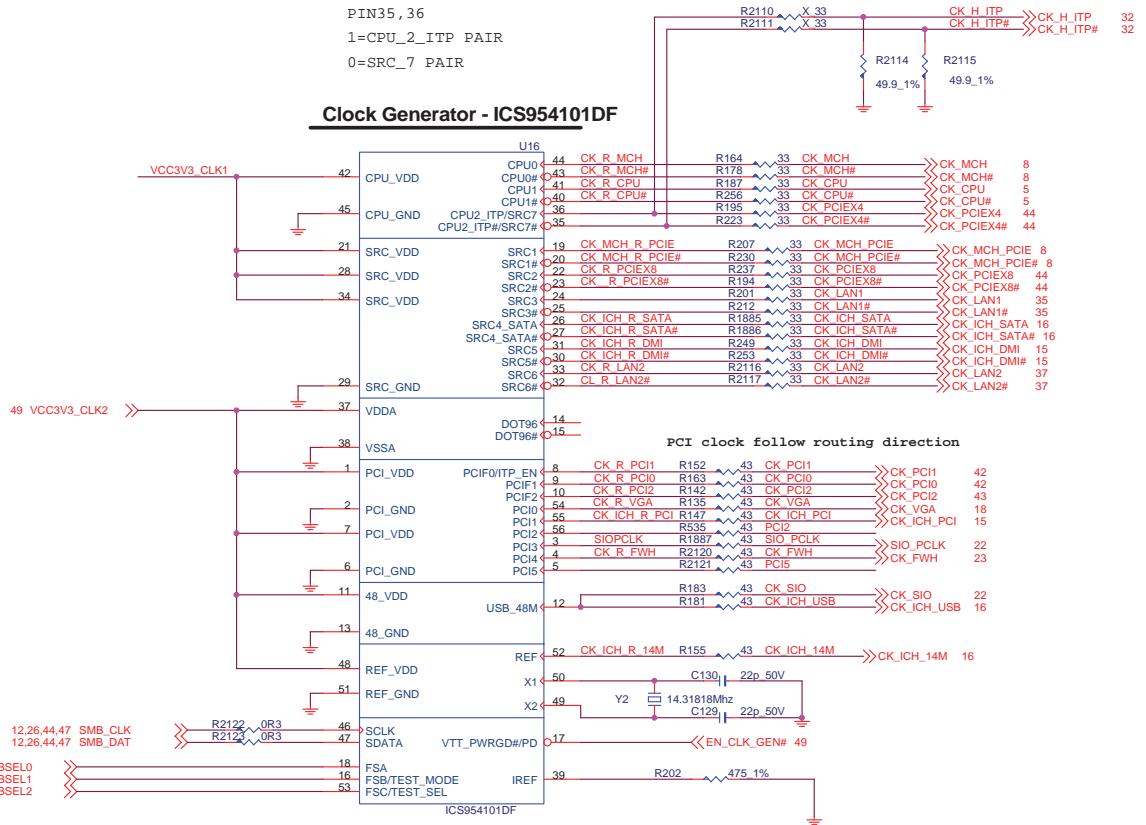 PIN35,36
1=CPU_2_ITP PAIR
0=SRC_7 PAIR
R2110 X_33 CK_H_ITP CK_H_ITP 32
R2111 X_33 CK_H_ITP# CK_H_ITP# 32
R2114 R2115
49.9_1% 49.9_1%
Clock Generator - ICS954101DF
U16
VCC3V3_CLK1
42 CPU_VDD
45 CPU_GND
21 SRC_VDD
28 SRC_VDD
34 SRC_VDD
29 SRC_GND
49 VCC3V3_CLK2
37 VDDA
38 VSSA
1 PCI_VDD
2 PCI_GND
7 PCI_VDD
6 PCI_GND
11 48_VDD
13 48_GND
48 REF_VDD
51 REF_GND
12,26,44,47 SMB_CLK R2122 0R3 46 SCLK
12,26,44,47 SMB_DAT R2123 0R3 47 SDATA
BSEL0 18 FSA
BSEL1 16 FSB/TEST_MODE
BSEL2 53 FSC/TEST_SEL
CPU0 44 CK_R_MCH R164 33 CK_MCH CK_MCH 8
CPU0# 43 CK_R_MCH# R178 33 CK_MCH# CK_MCH# 8
CPU1 41 CK_R_CPU R187 33 CK_CPU CK_CPU 5
CPU1# 40 CK_R_CPU# R256 33 CK_CPU# CK_CPU# 5
CPU2_ITP/SRC7 36 R195 33 CK_PCIEX4 CK_PCIEX4 44
CPU2_ITP#/SRC7# 35 R223 33 CK_PCIEX4# CK_PCIEX4# 44
SRC1 19 CK_MCH_R_PCIE R207 33 CK_MCH_PCIE CK_MCH_PCIE 8
SRC1# 20 CK_MCH_R_PCIE# R230 33 CK_MCH_PCIE# CK_MCH_PCIE# 8
SRC2 22 CK_R_PCIEX8 R237 33 CK_PCIEX8 CK_PCIEX8 44
SRC2# 23 CK__R_PCIEX8# R194 33 CK_PCIEX8# CK_PCIEX8# 44
SRC3 24 R201 33 CK_LAN1 CK_LAN1 35
SRC3# 25 R212 33 CK_LAN1# CK_LAN1# 35
SRC4_SATA 26 CK_ICH_R_SATA R1885 33 CK_ICH_SATA CK_ICH_SATA 16
SRC4_SATA# 27 CK_ICH_R_SATA# R1886 33 CK_ICH_SATA# CK_ICH_SATA# 16
SRC5 31 CK_ICH_R_DMI R249 33 CK_ICH_DMI CK_ICH_DMI 15
SRC5# 30 CK_ICH_R_DMI# R253 33 CK_ICH_DMI# CK_ICH_DMI# 15
SRC6 33 CK_R_LAN2 R2116 33 CK_LAN2 CK_LAN2 37
SRC6# 32 CL_R_LAN2# R2117 33 CK_LAN2# CK_LAN2# 37
DOT96 14
DOT96# 15
PCI clock follow routing direction
PCIF0/ITP_EN 8 CK_R_PCI1 R152 43 CK_PCI1 CK_PCI1 42
PCIF1 9 CK_R_PCI0 R163 43 CK_PCI0 CK_PCI0 42
PCIF2 10 CK_R_PCI2 R142 43 CK_PCI2 CK_PCI2 43
PCI0 54 CK_R_VGA R135 43 CK_VGA CK_VGA 18
PCI1 55 CK_ICH_R_PCI R147 43 CK_ICH_PCI CK_ICH_PCI 15
PCI2 56 R535 43 PCI2
PCI3 3 SIOPCLK R1887 43 SIO_PCLK SIO_PCLK 22
PCI4 4 CK_R_FWH R2120 43 CK_FWH CK_FWH 23
PCI5 5 R2121 43 PCI5
R183 43 CK_SIO CK_SIO 22
USB_48M 12 R181 43 CK_ICH_USB CK_ICH_USB 16
REF 52 CK_ICH_R_14M R155 43 CK_ICH_14M CK_ICH_14M 16
X1 50 C130 22p_50V
Y2 14.31818Mhz
X2 49 C129 22p_50V
VTT_PWRGD#/PD 17 EN_CLK_GEN# 49
IREF 39 R202 475_1%
ICS954101DF